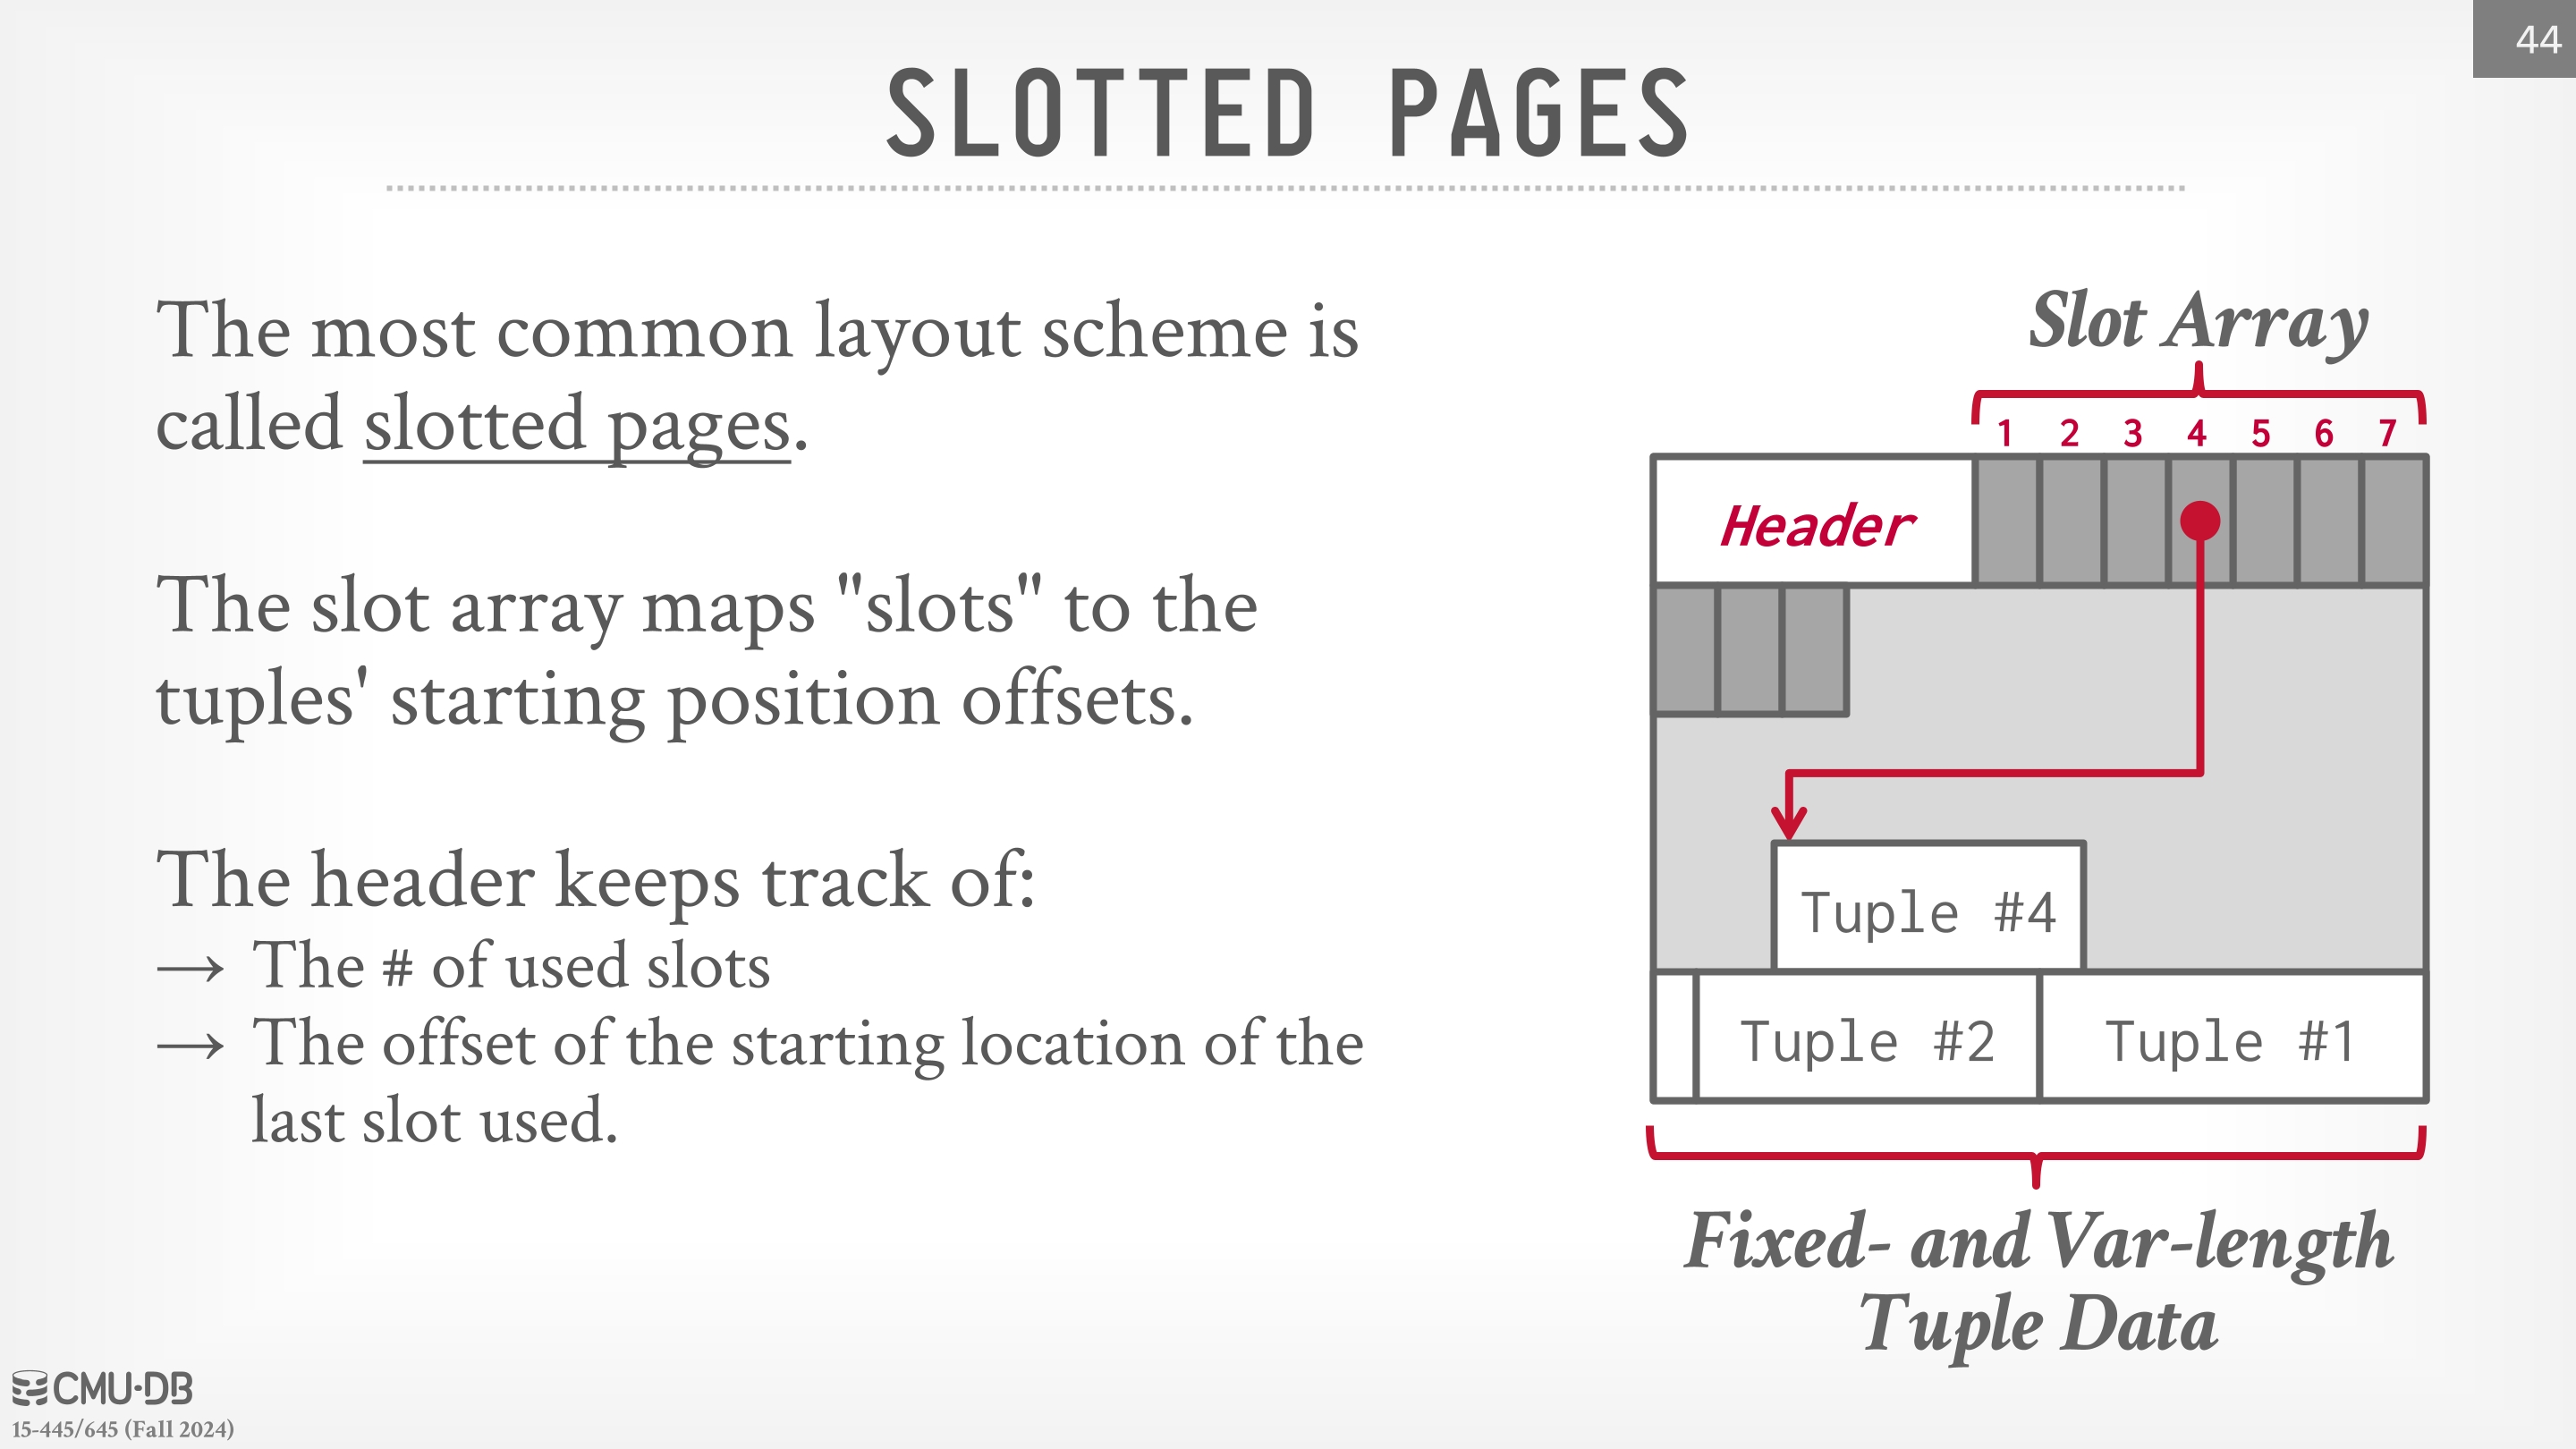 44
SLOTTED PAGES
The most common layout scheme is
called slotted pages.
The slot array maps "slots" to the
tuples' starting position offsets.
The header keeps track of:
→ The # of used slots
→ The offset of the starting location of the
last slot used.
Slot Array
1 2 3 4 5 6 7
Header
Tuple #4
Tuple #2 Tuple #1
Fixed- and Var-length
Tuple Data
CMU·DB
15-445/645 (Fall 2024)